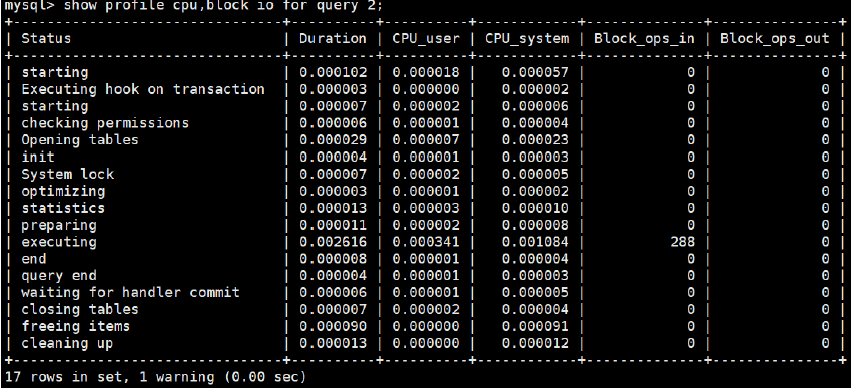 mysql> show profile cpu,block io for query 2;
+------------------------------+----------+----------+------------+--------------+---------------+
| Status                       | Duration | CPU_user | CPU_system | Block_ops_in | Block_ops_out |
+------------------------------+----------+----------+------------+--------------+---------------+
| starting                     | 0.000102 | 0.000018 |   0.000057 |            0 |             0 |
| Executing hook on transaction | 0.000003 | 0.000000 |   0.000002 |            0 |             0 |
| starting                     | 0.000007 | 0.000002 |   0.000006 |            0 |             0 |
| checking permissions         | 0.000006 | 0.000001 |   0.000004 |            0 |             0 |
| Opening tables               | 0.000029 | 0.000007 |   0.000023 |            0 |             0 |
| init                         | 0.000004 | 0.000001 |   0.000003 |            0 |             0 |
| System lock                  | 0.000007 | 0.000002 |   0.000005 |            0 |             0 |
| optimizing                   | 0.000003 | 0.000001 |   0.000002 |            0 |             0 |
| statistics                   | 0.000013 | 0.000003 |   0.000010 |            0 |             0 |
| preparing                    | 0.000011 | 0.000002 |   0.000008 |            0 |             0 |
| executing                    | 0.002616 | 0.000341 |   0.001084 |          288 |             0 |
| end                          | 0.000008 | 0.000001 |   0.000004 |            0 |             0 |
| query end                    | 0.000004 | 0.000001 |   0.000003 |            0 |             0 |
| waiting for handler commit   | 0.000006 | 0.000001 |   0.000005 |            0 |             0 |
| closing tables               | 0.000007 | 0.000002 |   0.000004 |            0 |             0 |
| freeing items                | 0.000090 | 0.000000 |   0.000091 |            0 |             0 |
| cleaning up                  | 0.000013 | 0.000000 |   0.000012 |            0 |             0 |
+------------------------------+----------+----------+------------+--------------+---------------+
17 rows in set, 1 warning (0.00 sec)